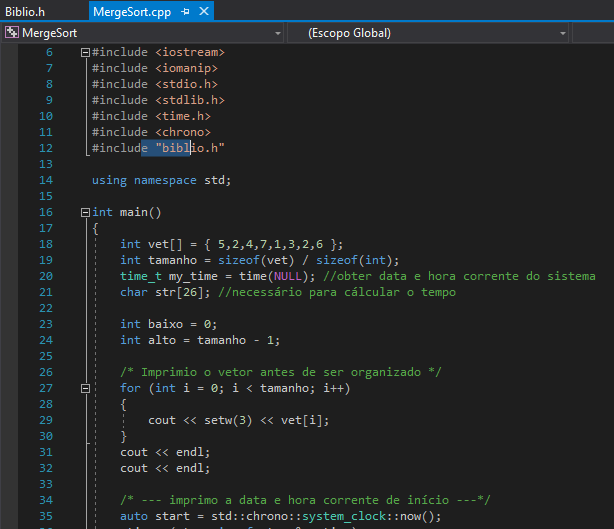 Biblio.h MergeSort.cpp
MergeSort (Escopo Global)
6 #include <iostream>
7 #include <iomanip>
8 #include <stdio.h>
9 #include <stdlib.h>
10 #include <time.h>
11 #include <chrono>
12 #include "biblio.h"
13
14 using namespace std;
15
16 int main()
17 {
18 int vet[] = { 5,2,4,7,1,3,2,6 };
19 int tamanho = sizeof(vet) / sizeof(int);
20 time_t my_time = time(NULL); //obter data e hora corrente do sistema
21 char str[26]; //necessário para cálcular o tempo
22
23 int baixo = 0;
24 int alto = tamanho - 1;
25
26 /* Imprimio o vetor antes de ser organizado */
27 for (int i = 0; i < tamanho; i++)
28 {
29 cout << setw(3) << vet[i];
30 }
31 cout << endl;
32 cout << endl;
33
34 /* --- imprimo a data e hora corrente de início ---*/
35 auto start = std::chrono::system_clock::now();